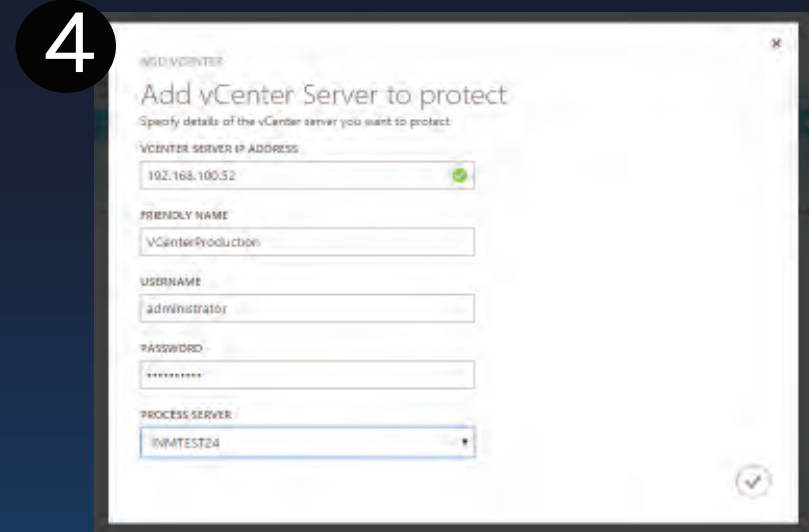 4
ADD VCENTER
Add vCenter Server to protect
Specify details of the vCenter server you want to protect
VCENTER SERVER IP ADDRESS
192.168.100.52
FRIENDLY NAME
VCenterProduction
USERNAME
administrator
PASSWORD
••••••••••
PROCESS SERVER
INMTEST24